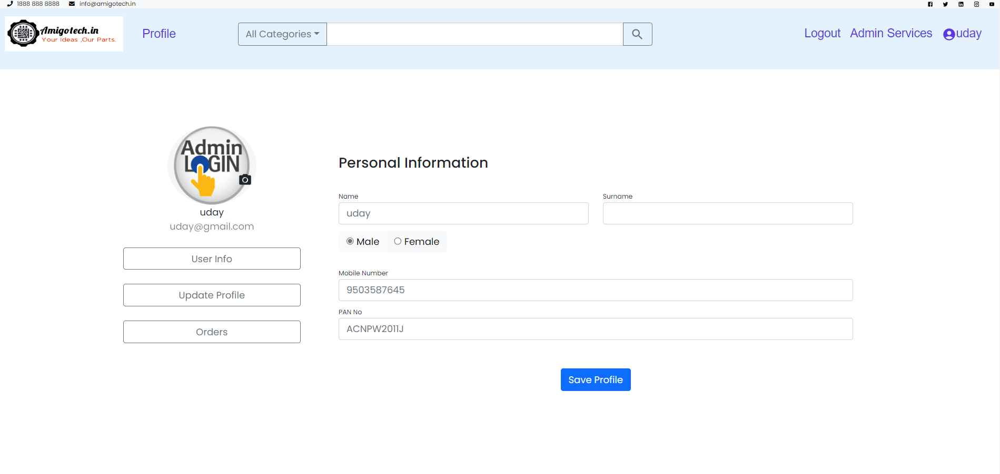 1888 888 8888 info@amigotech.in
Amigotech.in
Your Ideas ,Our Parts.
Profile
All Categories
Logout Admin Services uday
Admin
LOGIN
uday
uday@gmail.com
User Info
Update Profile
Orders
Personal Information
Name Surname
uday
Male Female
Mobile Number
9503587645
PAN No
ACNPW2011J
Save Profile